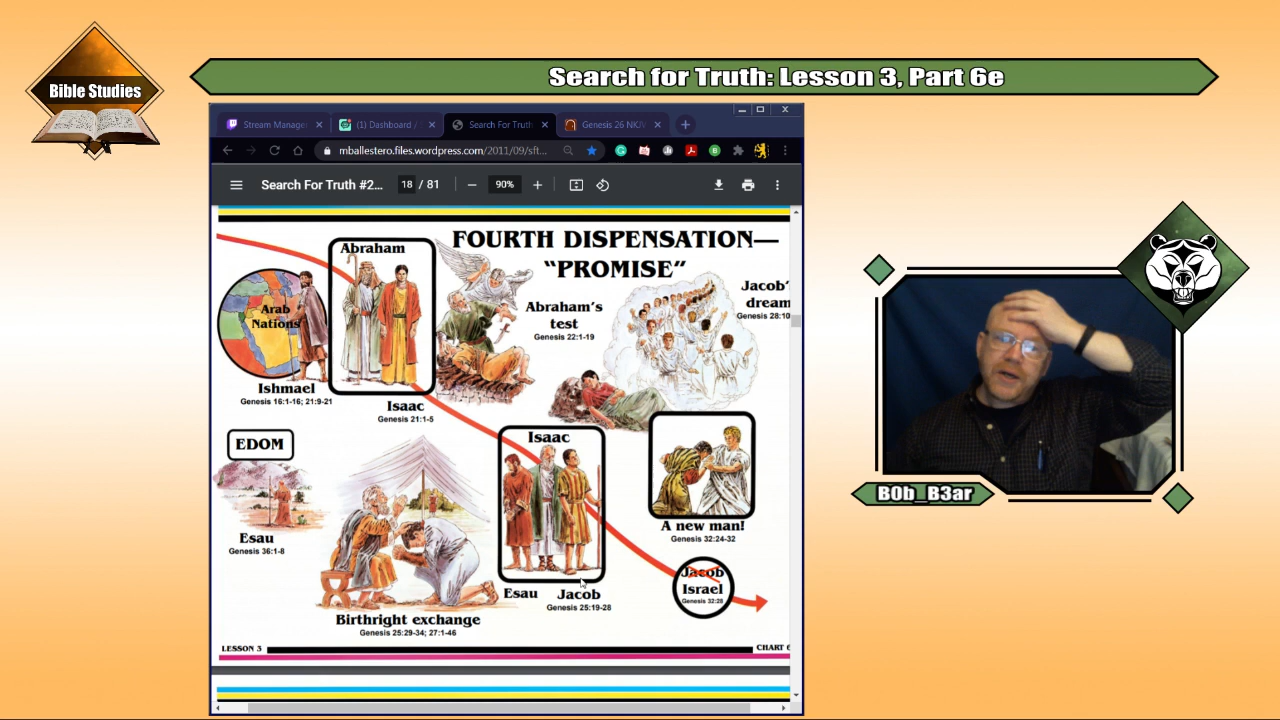 Bible Studies
Search for Truth: Lesson 3, Part 6e
Stream Manage
(1) Dashboard /
Search For Truth
Genesis 26 NKJV
mballestero.files.wordpress.com/2011/09/sft...
Search For Truth #2...
18 / 81
90%
FOURTH DISPENSATION—
"PROMISE"
Abraham
Arab
Nations
Ishmael
Genesis 16:1-16; 21:9-21
Isaac
Genesis 21:1-5
Abraham's
test
Genesis 22:1-19
Jacob'
dream
Genesis 28:10
EDOM
Esau
Genesis 36:1-8
Birthright exchange
Genesis 25:29-34; 27:1-46
Isaac
Esau
Jacob
Genesis 25:19-28
A new man!
Genesis 32:24-32
Jacob
Israel
Genesis 32:28
LESSON 3
CHART 6
B0b_B3ar